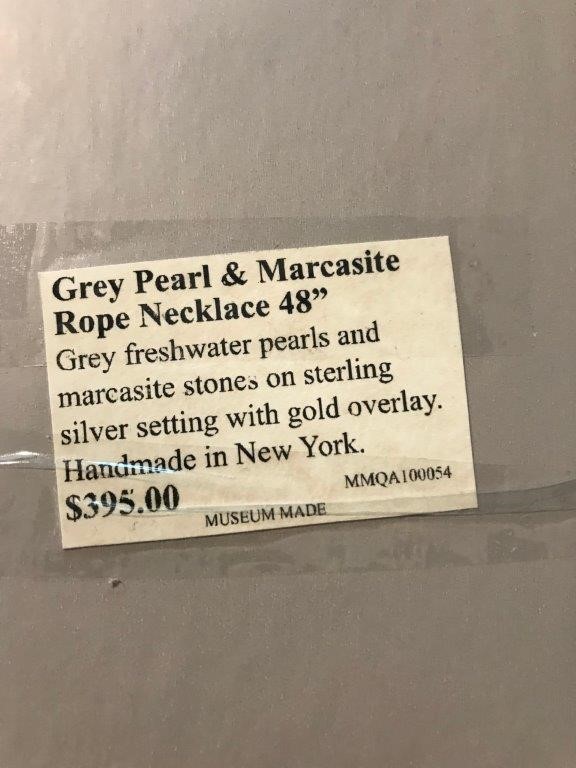 Grey Pearl & Marcasite
Rope Necklace 48”
Grey freshwater pearls and
marcasite stones on sterling
silver setting with gold overlay.
Handmade in New York.
$395.00
MMQA100054
MUSEUM MADE